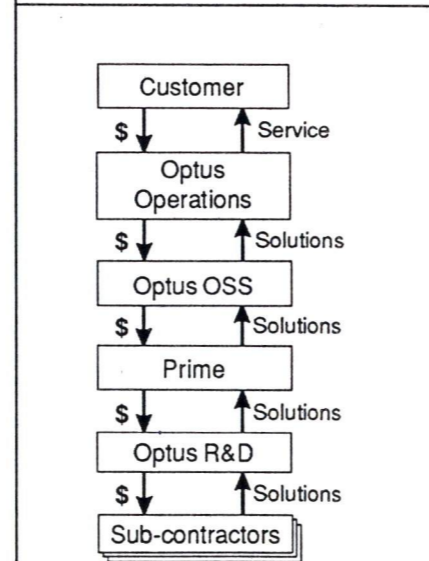 Customer
$ Service
Optus
Operations
$ Solutions
Optus OSS
$ Solutions
Prime
$ Solutions
Optus R&D
$ Solutions
Sub-contractors